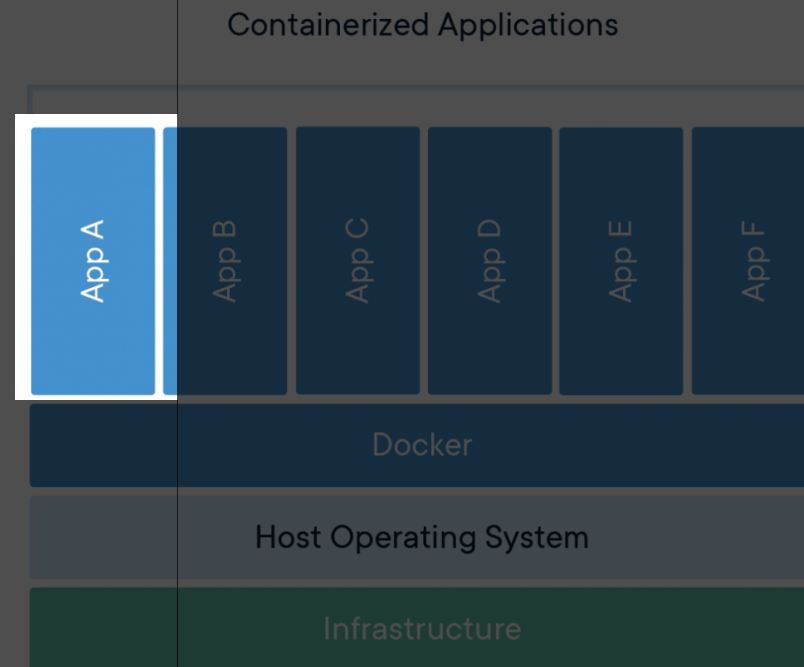 Containerized Applications
App A
App B
App C
App D
App E
App F
Docker
Host Operating System
Infrastructure